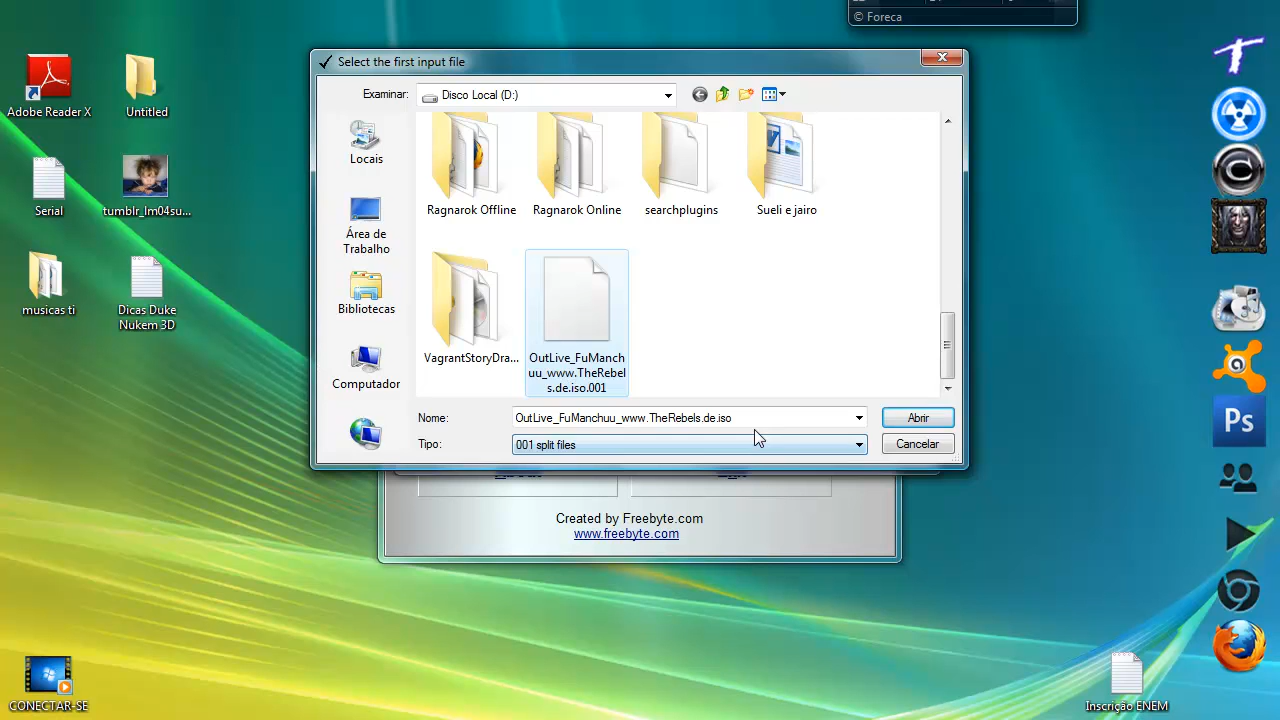 © Foreca
Select the first input file
Examinar:
Disco Local (D:)
Locais
Área de
Trabalho
Bibliotecas
Computador
Ragnarok Offline
Ragnarok Online
searchplugins
Sueli e jairo
VagrantStoryDra...
OutLive_FuManch
uu_www.TheRebel
s.de.iso.001
Nome:
OutLive_FuManchuu_www.TheRebels.de.iso
Abrir
Tipo:
001 split files
Cancelar
Created by Freebyte.com
www.freebyte.com
Adobe Reader X
Untitled
Serial
tumblr_lm04su...
musicas ti
Dicas Duke
Nukem 3D
CONECTAR-SE
Ps
Inscrição ENEM